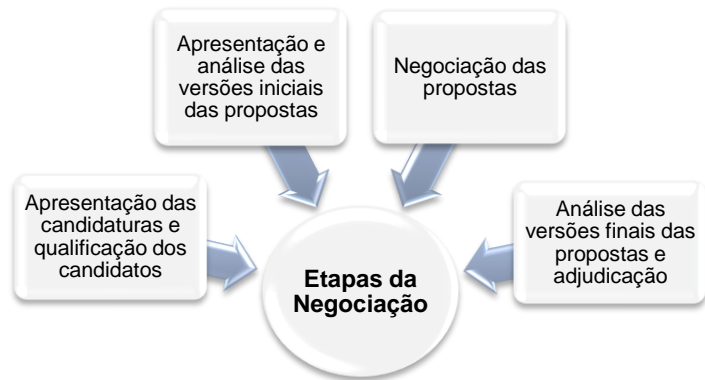 Apresentação e
análise das
versões iniciais
das propostas
Negociação das
propostas
Apresentação das
candidaturas e
qualificação dos
candidatos
Análise das
versões finais das
propostas e
adjudicação
Etapas da
Negociação